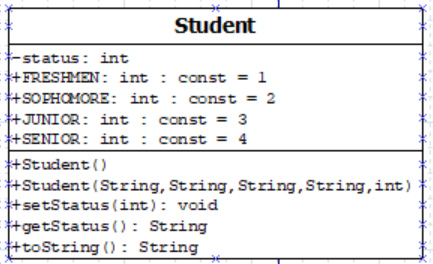 Student
-status: int
+FRESHMEN: int : const = 1
+SOPHOMORE: int : const = 2
+JUNIOR: int : const = 3
+SENIOR: int : const = 4
+Student()
+Student(String,String,String,String,int)
+setStatus(int): void
+getStatus(): String
+toString(): String